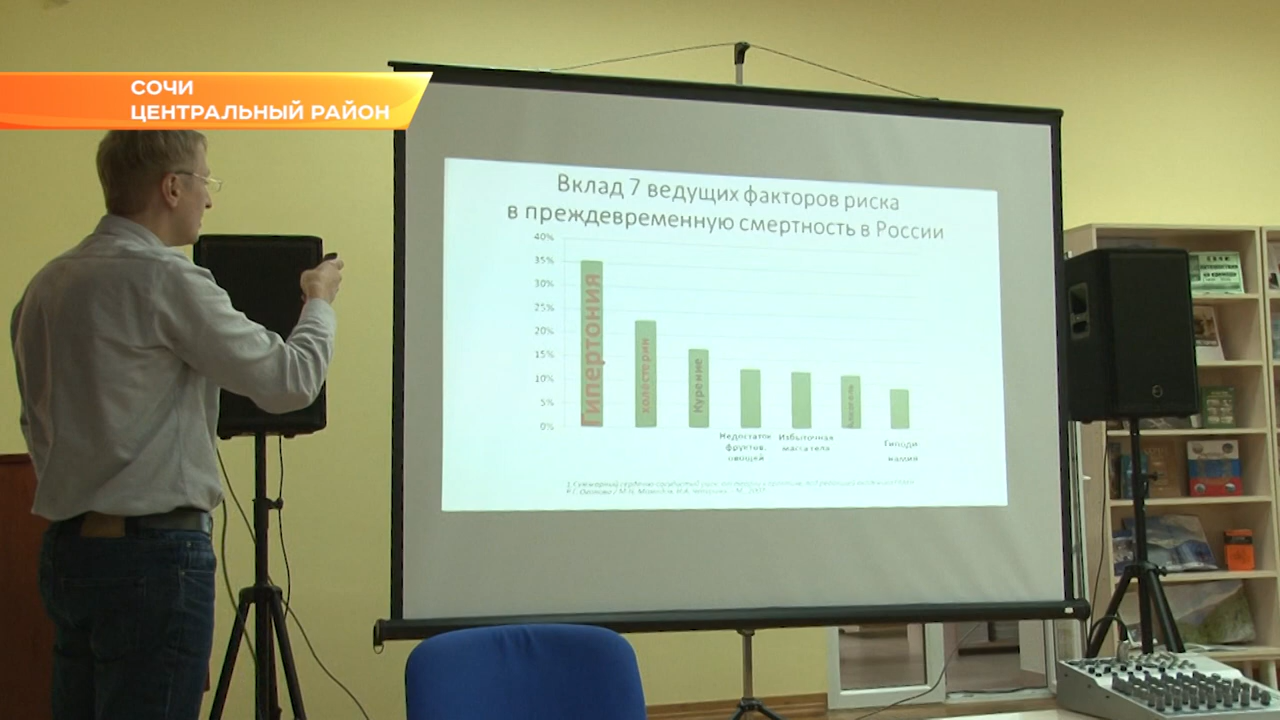 СОЧИ
ЦЕНТРАЛЬНЫЙ РАЙОН
Вклад 7 ведущих факторов риска
в преждевременную смертность в России
40%
35%
30%
25%
20%
15%
10%
5%
0%
Гипертония
холестерин
Курение
Недостаток
фруктов,
овощей
Избыточная
масса тела
Алкоголь
Гиподи
намия